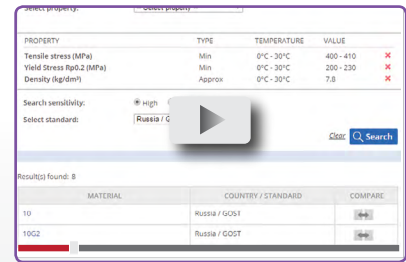 Select property:
PROPERTY TYPE TEMPERATURE VALUE
Tensile stress (MPa) Min 0°C - 30°C 400 - 410
Yield Stress Rp0.2 (MPa) Min 0°C - 30°C 200 - 230
Density (kg/dm³) Approx 0°C - 30°C 7.8
Search sensitivity: High
Select standard: Russia / G
Clear Search
Result(s) found: 8
MATERIAL COUNTRY / STANDARD COMPARE
10 Russia / GOST
10G2 Russia / GOST